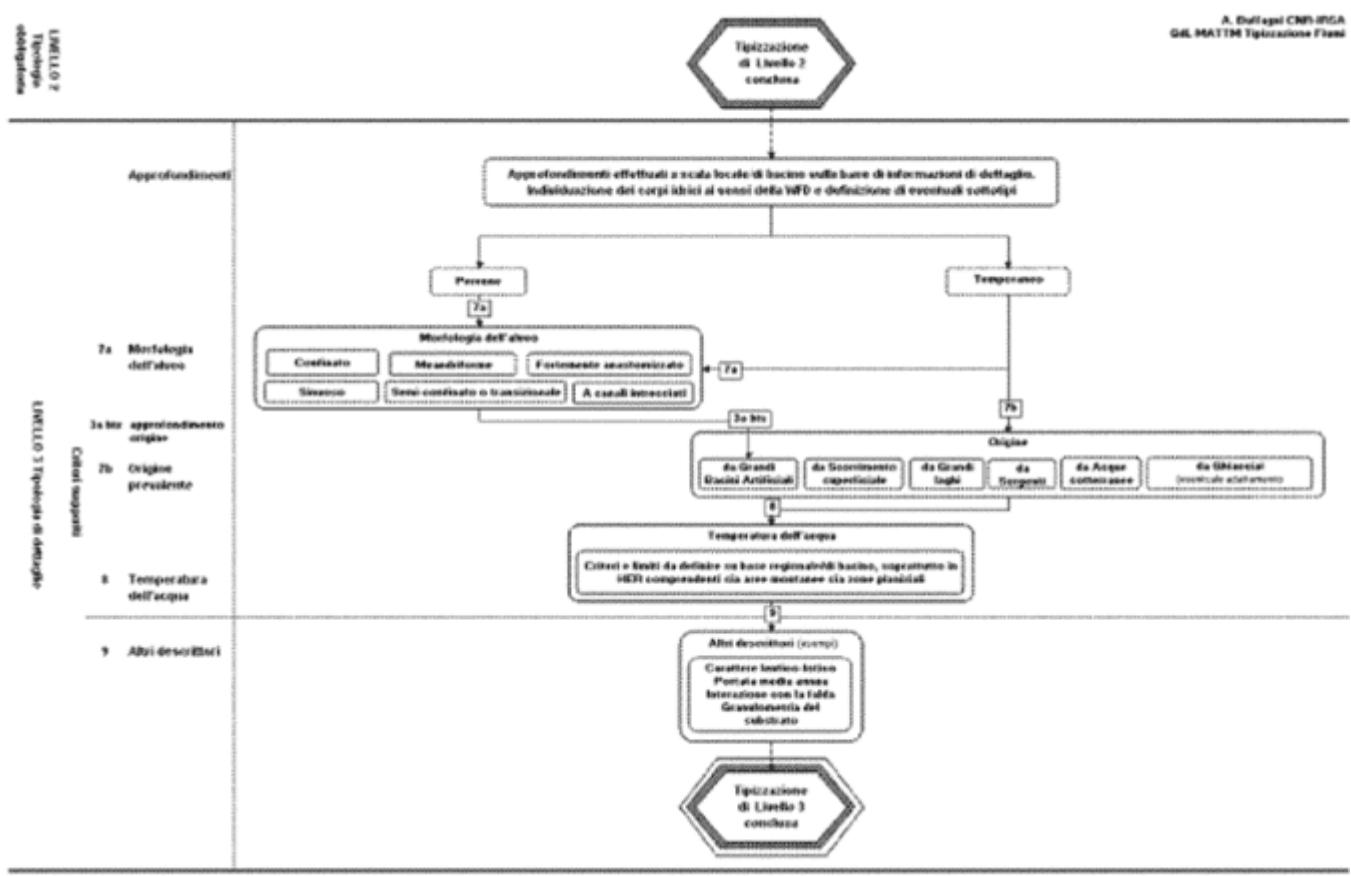 LIVELLO 2
Tipologia
obbligatoria
A. Buffagni CNR-IRSA
GdL MATTM Tipizzazione Fiumi
Tipizzazione
di Livello 2
conclusa
Approfondimenti
Approfondimenti effettuati a scala locale/di bacino sulla base di informazioni di dettaglio.
Individuazione dei corpi idrici ai sensi della WFD e definizione di eventuali sottotipi
Perenne
Temporaneo
7a
7a Morfologia
dell'alveo
Morfologia dell'alveo
Confinato
Meandriforme
Fortemente anastomizzato
Sinuoso
Semi-confinato o transizionale
A canali intrecciati
7a
3a bis
7b
LIVELLO 3 Tipologia di dettaglio
3a bis approfondimento
origine
7b Origine
prevalente
Origine
da Grandi
Bacini Artificiali
da Scorrimento
superficiale
da Grandi
laghi
da
Sorgenti
da Acque
sotterranee
da Ghiacciai
(eventuale adattamento
8
8 Temperatura
dell'acqua
Temperatura dell'acqua
Criteri e limiti da definire su base regionale/di bacino, soprattutto in
HER comprendenti sia aree montane sia zone planiziali
9
9 Altri descrittori
Altri descrittori (esempi)
Carattere lentico-lotico
Portata media annua
Interazione con la falda
Granulometria del
substrato
Tipizzazione
di Livello 3
conclusa